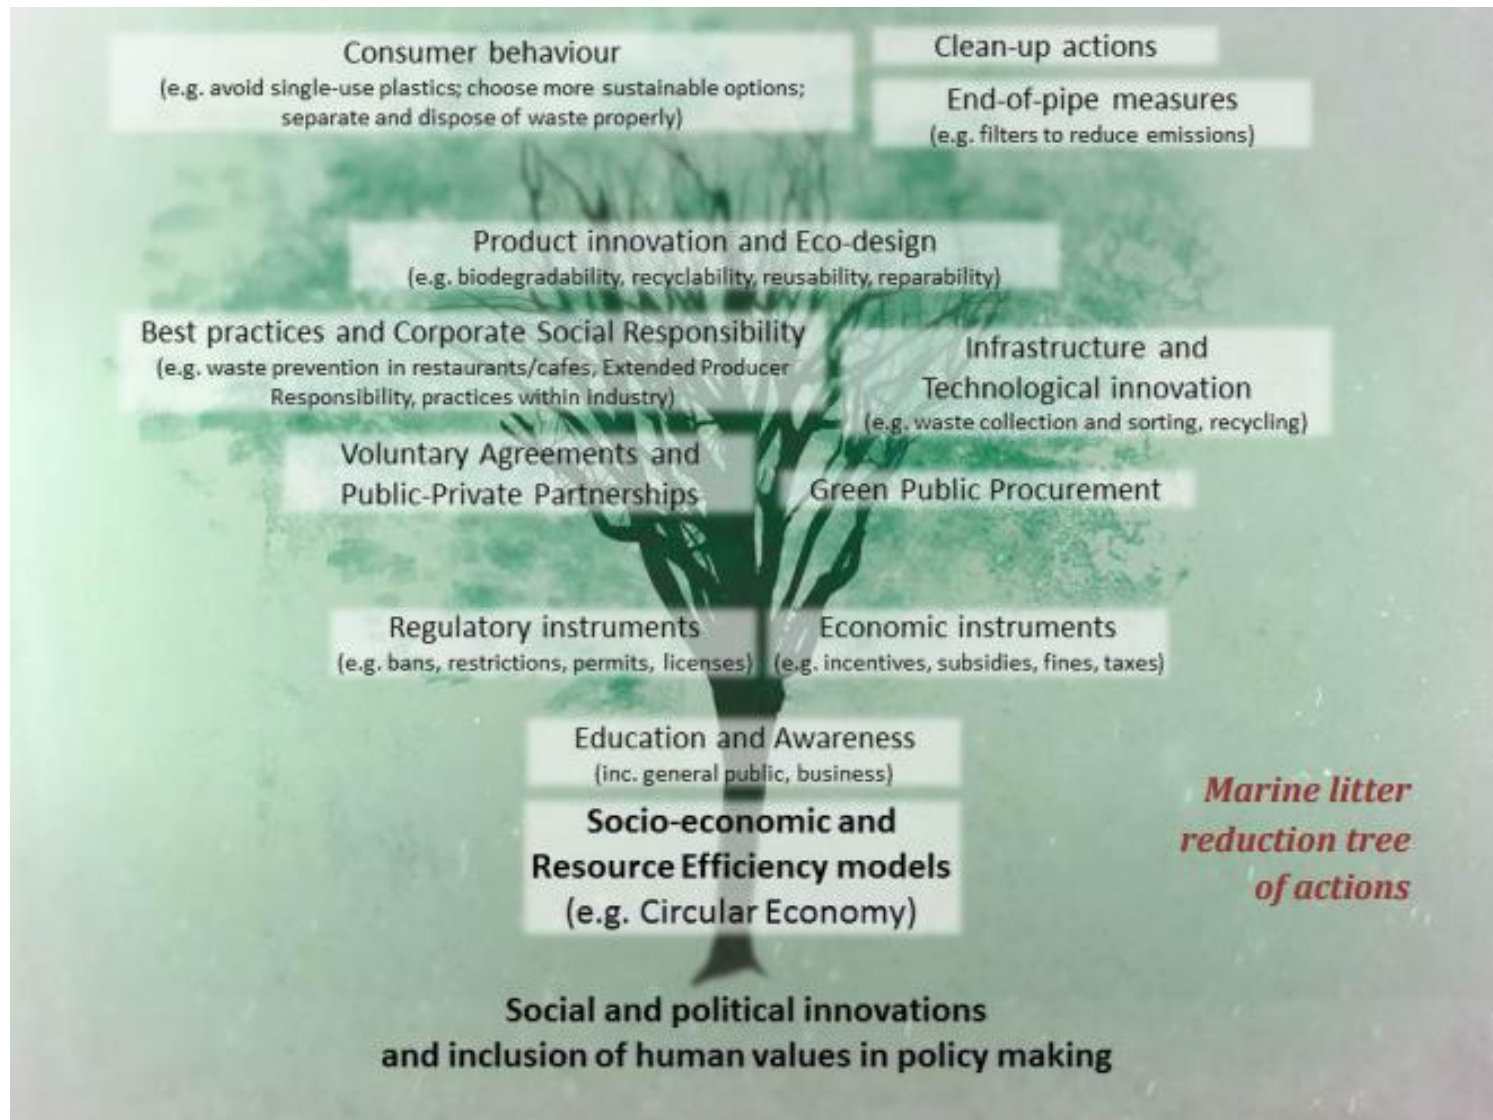 Consumer behaviour
(e.g. avoid single-use plastics; choose more sustainable options;
separate and dispose of waste properly)
Clean-up actions
End-of-pipe measures
(e.g. filters to reduce emissions)
Product innovation and Eco-design
(e.g. biodegradability, recyclability, reusability, reparability)
Best practices and Corporate Social Responsibility
(e.g. waste prevention in restaurants/cafes, Extended Producer
Responsibility, practices within industry)
Infrastructure and
Technological innovation
(e.g. waste collection and sorting, recycling)
Voluntary Agreements and
Public-Private Partnerships
Green Public Procurement
Regulatory instruments
(e.g. bans, restrictions, permits, licenses)
Economic instruments
(e.g. incentives, subsidies, fines, taxes)
Education and Awareness
(inc. general public, business)
Socio-economic and
Resource Efficiency models
(e.g. Circular Economy)
Marine litter
reduction tree
of actions
Social and political innovations
and inclusion of human values in policy making